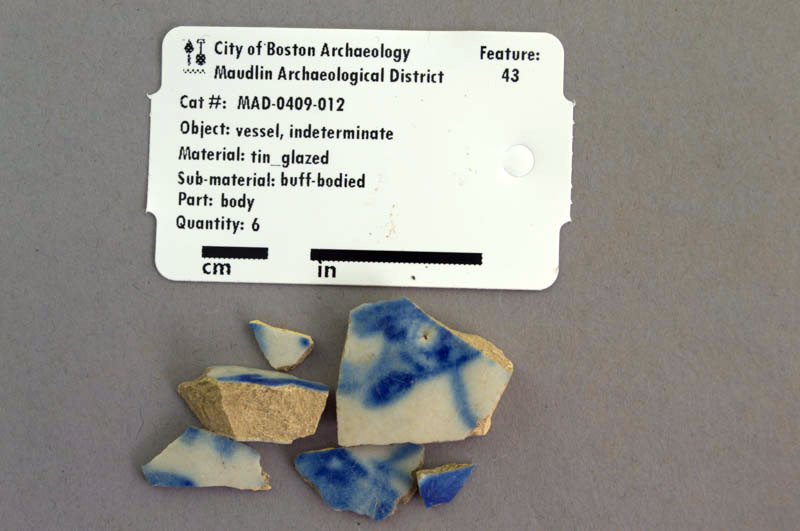 City of Boston Archaeology
Maudlin Archaeological District
Feature:
43
Cat #: MAD-0409-012
Object: vessel, indeterminate
Material: tin_glazed
Sub-material: buff-bodied
Part: body
Quantity: 6
cm
in